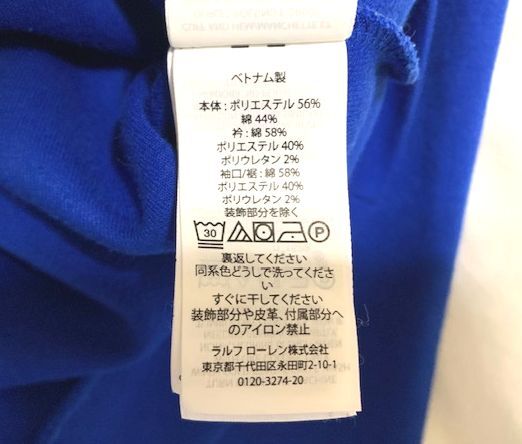 ベトナム製
本体:ポリエステル 56%
綿 44%
衿:綿 58%
ポリエステル 40%
ポリウレタン 2%
袖口/裾:綿 58%
ポリエステル 40%
ポリウレタン 2%
装飾部分を除く
30 P
裏返してください
同系色どうしで洗ってくださ
い
すぐに干してください
装飾部分や皮革、付属部分へ
のアイロン禁止
ラルフ ローレン株式会社
東京都千代田区永田町2-10-1
0120-3274-20